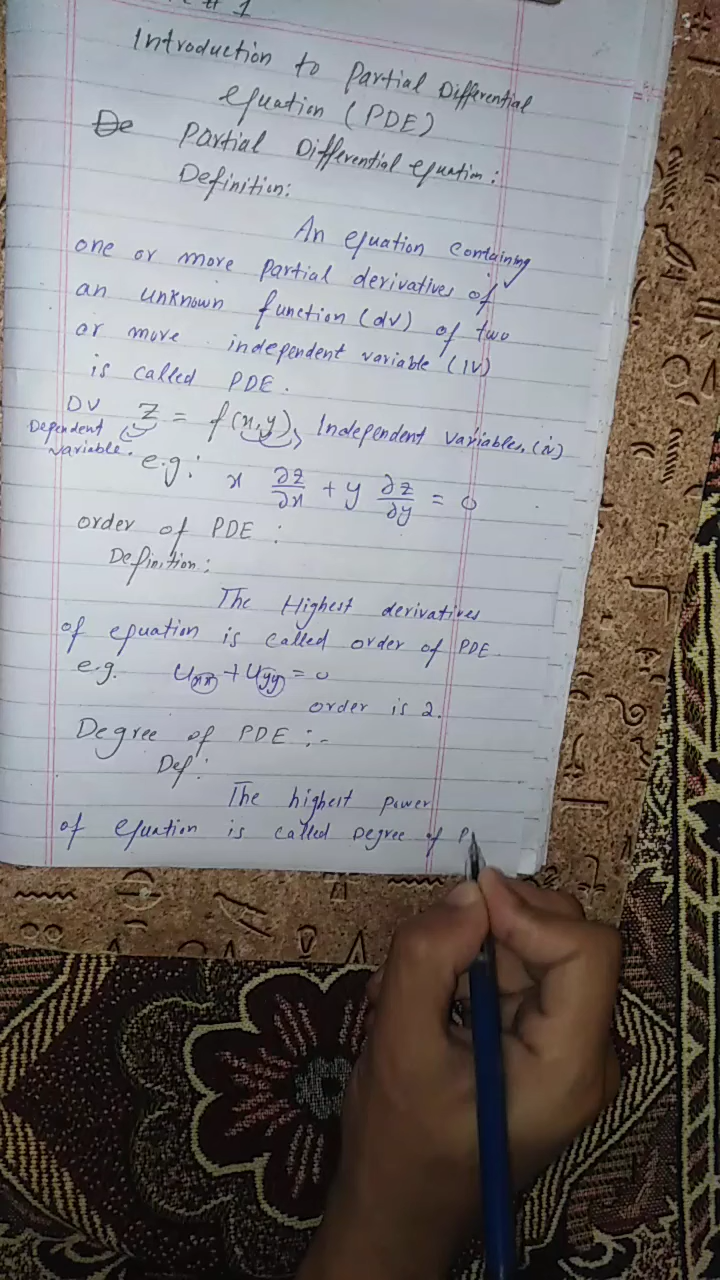 # 1
Introduction to Partial Differential
equation (PDE)
De Partial Differential equation:
Definition:
An equation containing
one or more partial derivatives of
an unknown function (dv) of two
or more independent variable (IV)
is called PDE.
DV Z = f(x,y), Independent variables, (iv)
Dependent
variable.
e.g: x ∂z/∂x + y ∂z/∂y = 0
order of PDE :
Definition:
The Highest derivatives
of equation is called order of PDE
e.g. Uxx + Uyy = 0
order is 2.
Degree of PDE :-
Def:
The highest power
of equation is called Degree of P